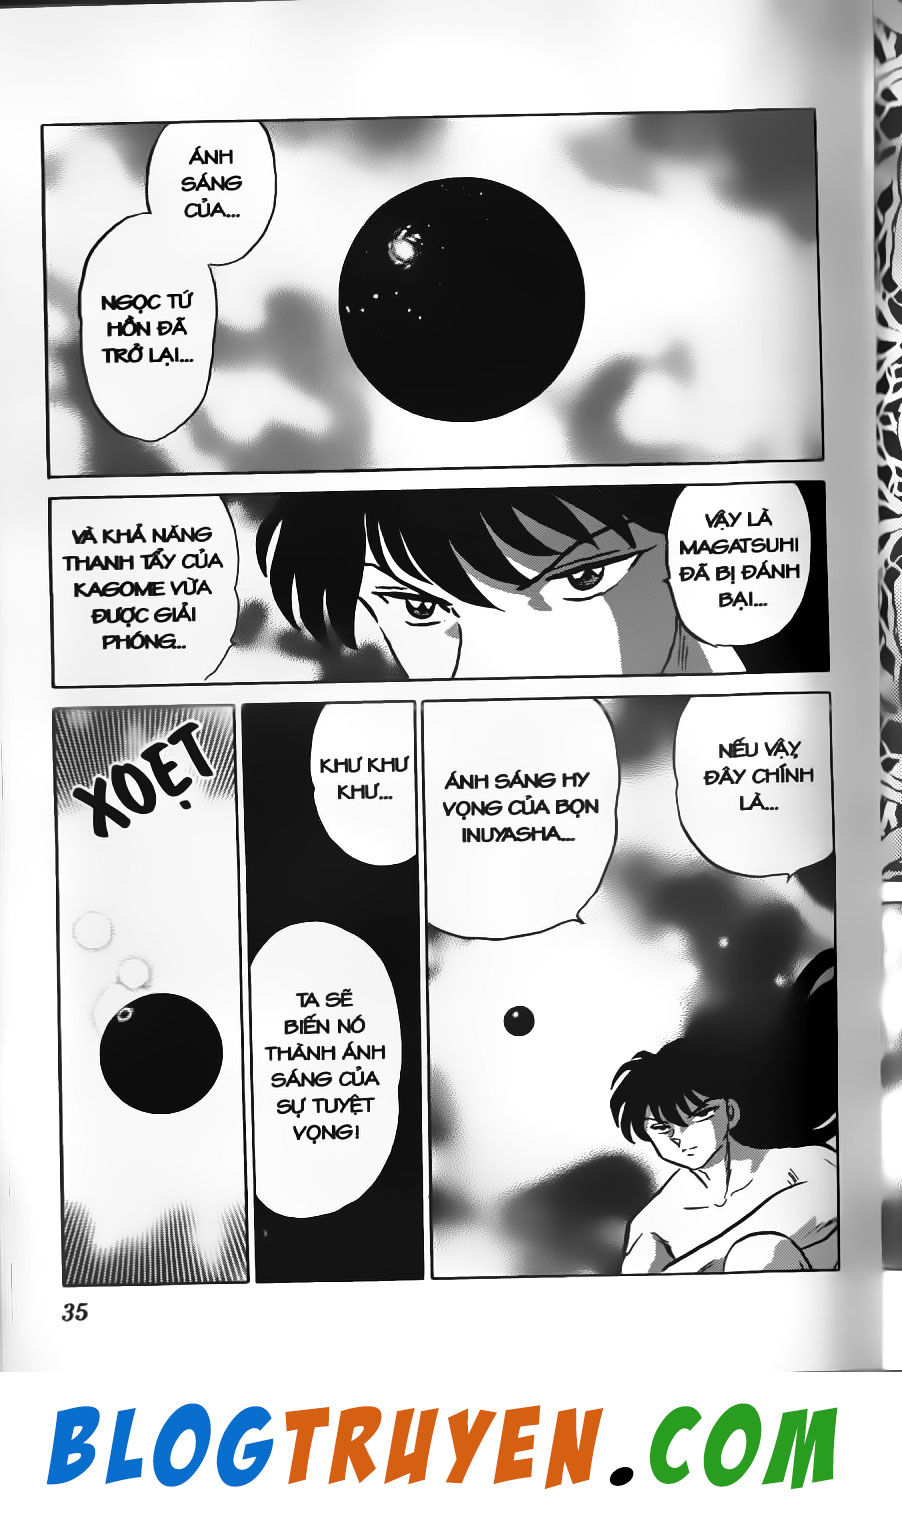 ÁNH
SÁNG
CỦA...
NGỌC TỨ
HỒN ĐÃ
TRỞ LẠI...
VẬY LÀ
MAGATSUHI
ĐÃ BỊ ĐÁNH
BẠI...
VÀ KHẢ NĂNG
THANH TẨY CỦA
KAGOME VỪA
ĐƯỢC GIẢI
PHÓNG...
NẾU VẬY,
ĐÂY CHÍNH
LÀ...
ÁNH SÁNG HY
VỌNG CỦA BỌN
INUYASHA...
KHƯ KHƯ
KHƯ...
TA SẼ
BIẾN NÓ
THÀNH ÁNH
SÁNG CỦA
SỰ TUYỆT
VỌNG!
XOẸT
35
BLOGTRUYEN.COM